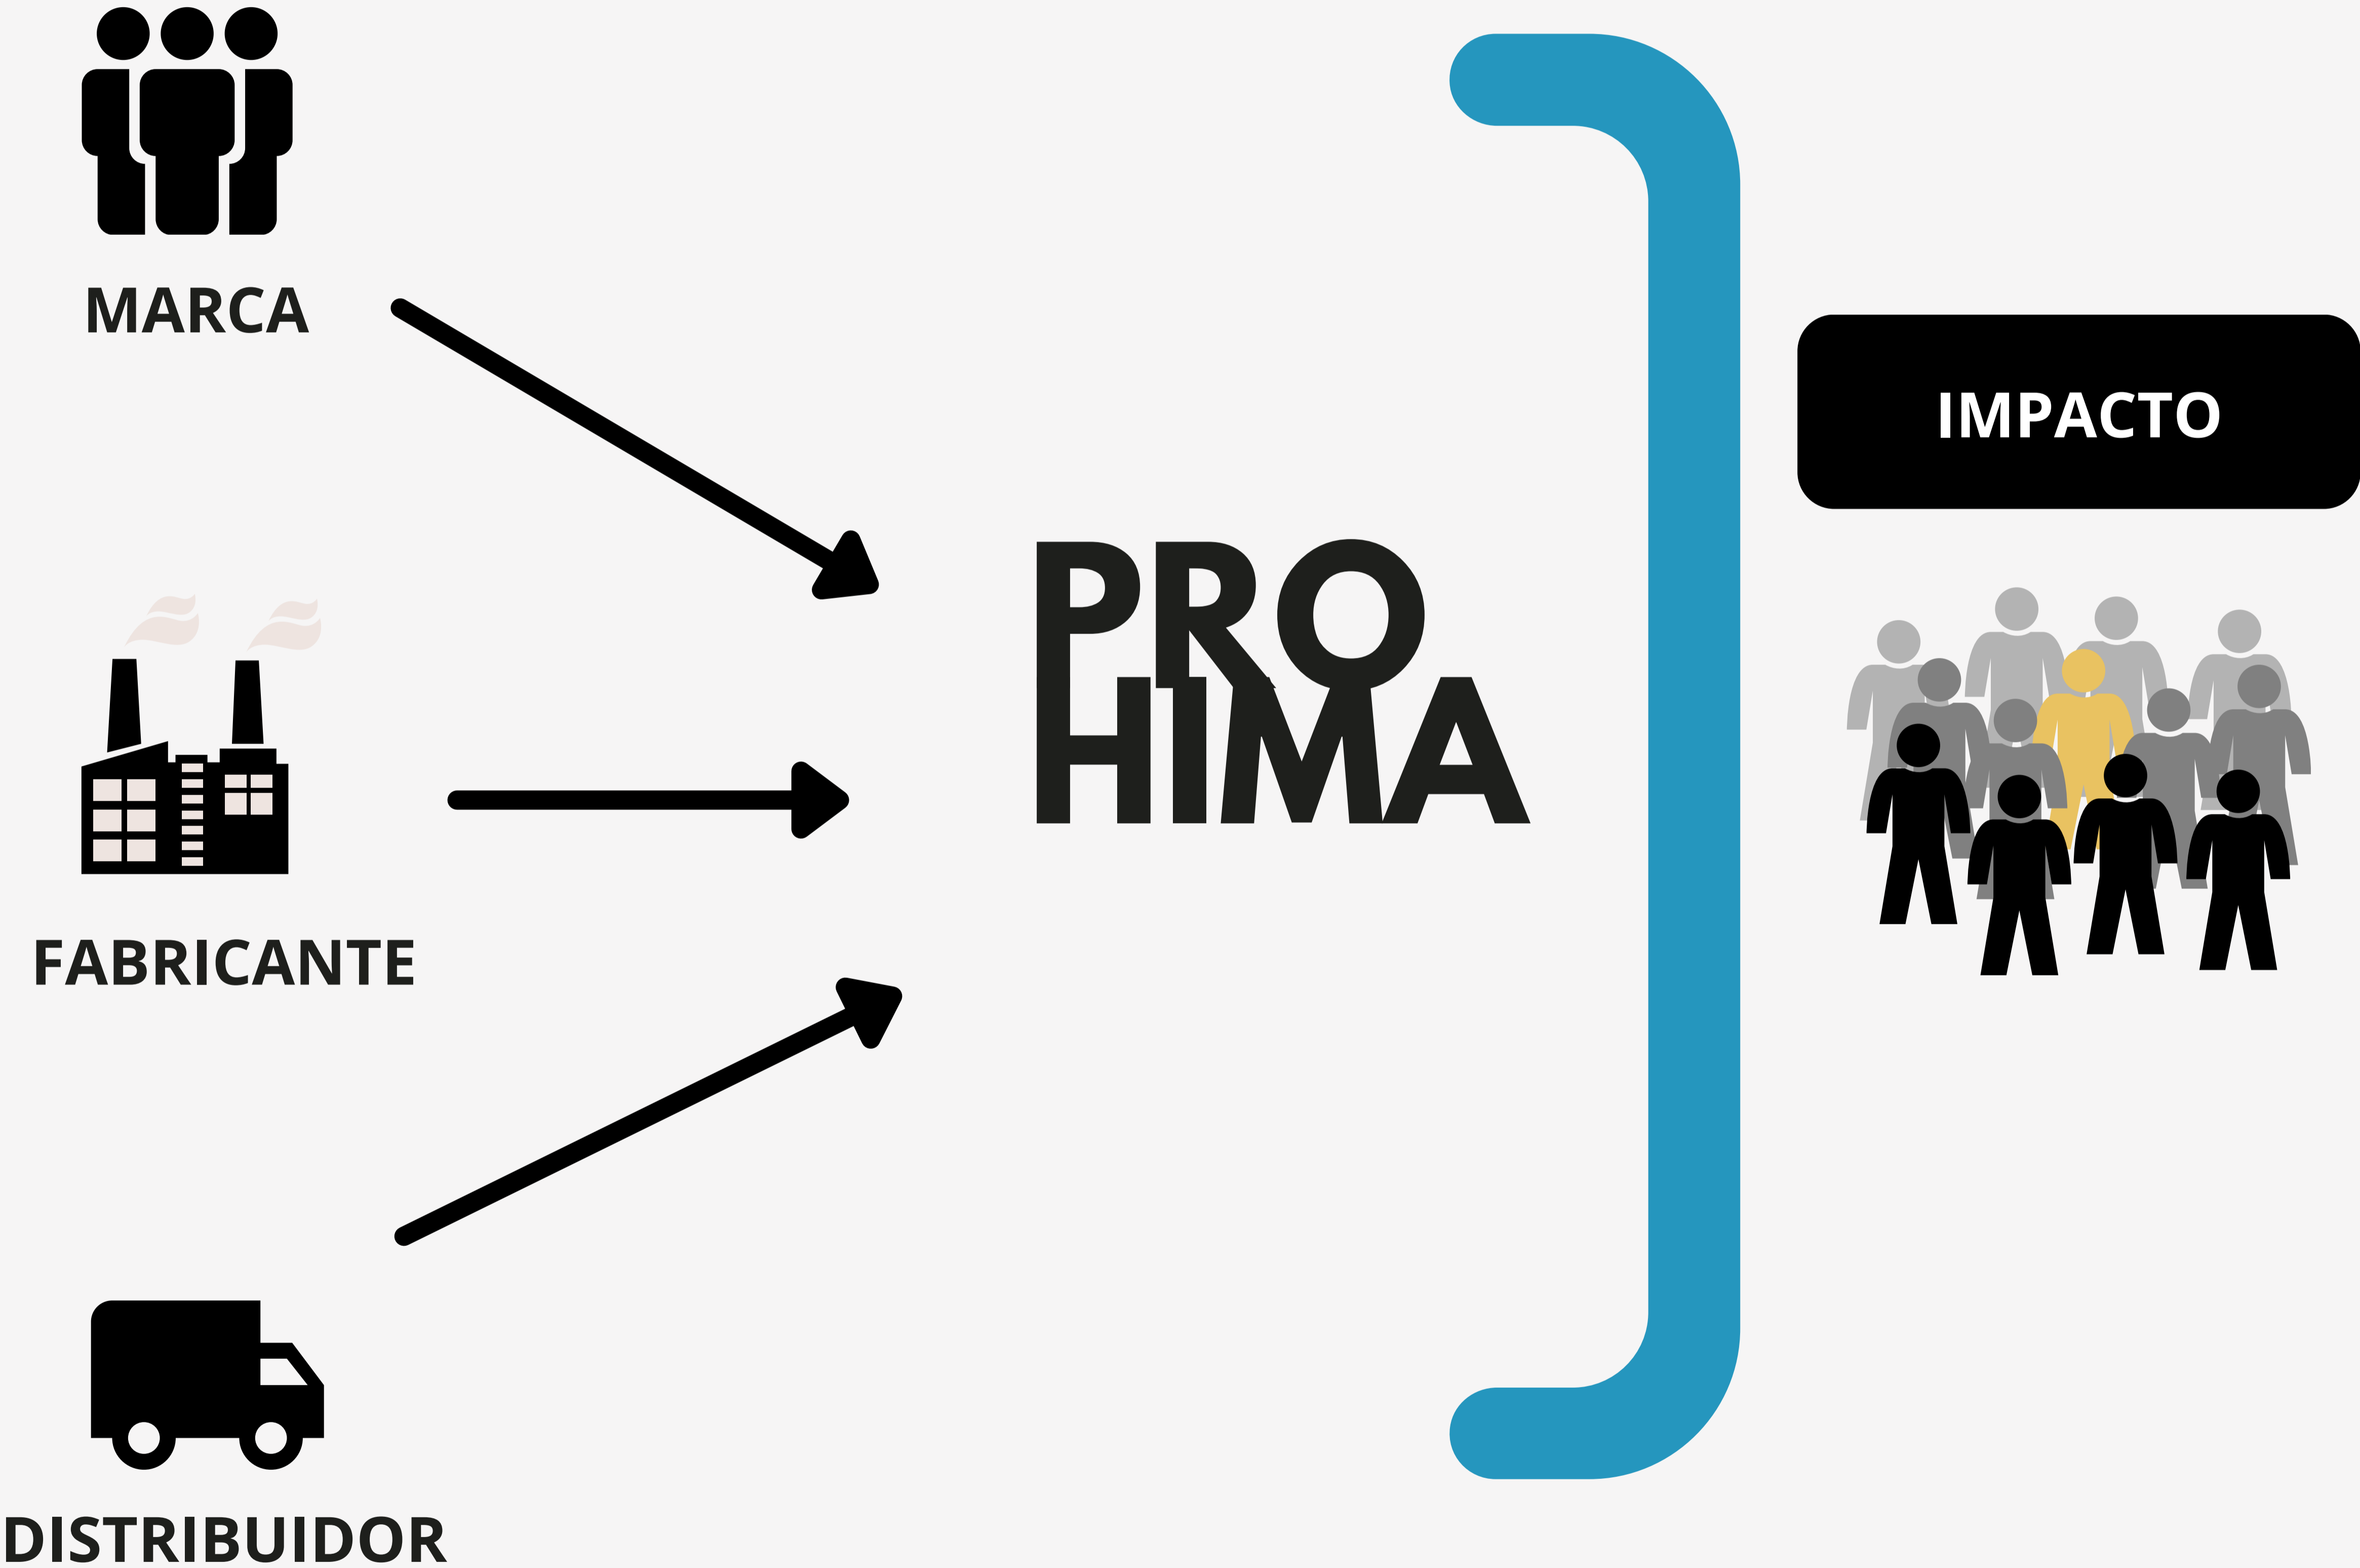 MARCA
FABRICANTE
DISTRIBUIDOR
PRO
HIMA
IMPACTO